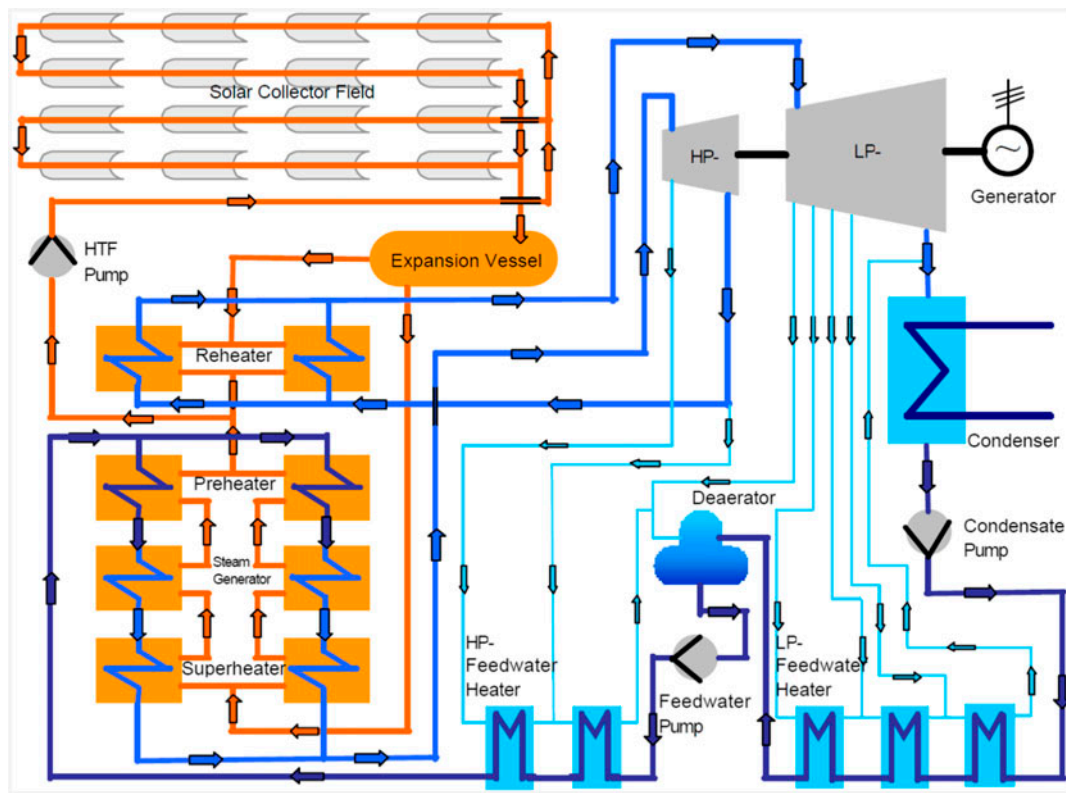 Solar Collector Field
HP-
LP-
Generator
HTF
Pump
Expansion Vessel
Reheater
Condenser
Preheater
Deaerator
Condensate
Pump
Steam
Generator
HP-
Feedwater
Heater
LP-
Feedwater
Heater
Superheater
Feedwater
Pump